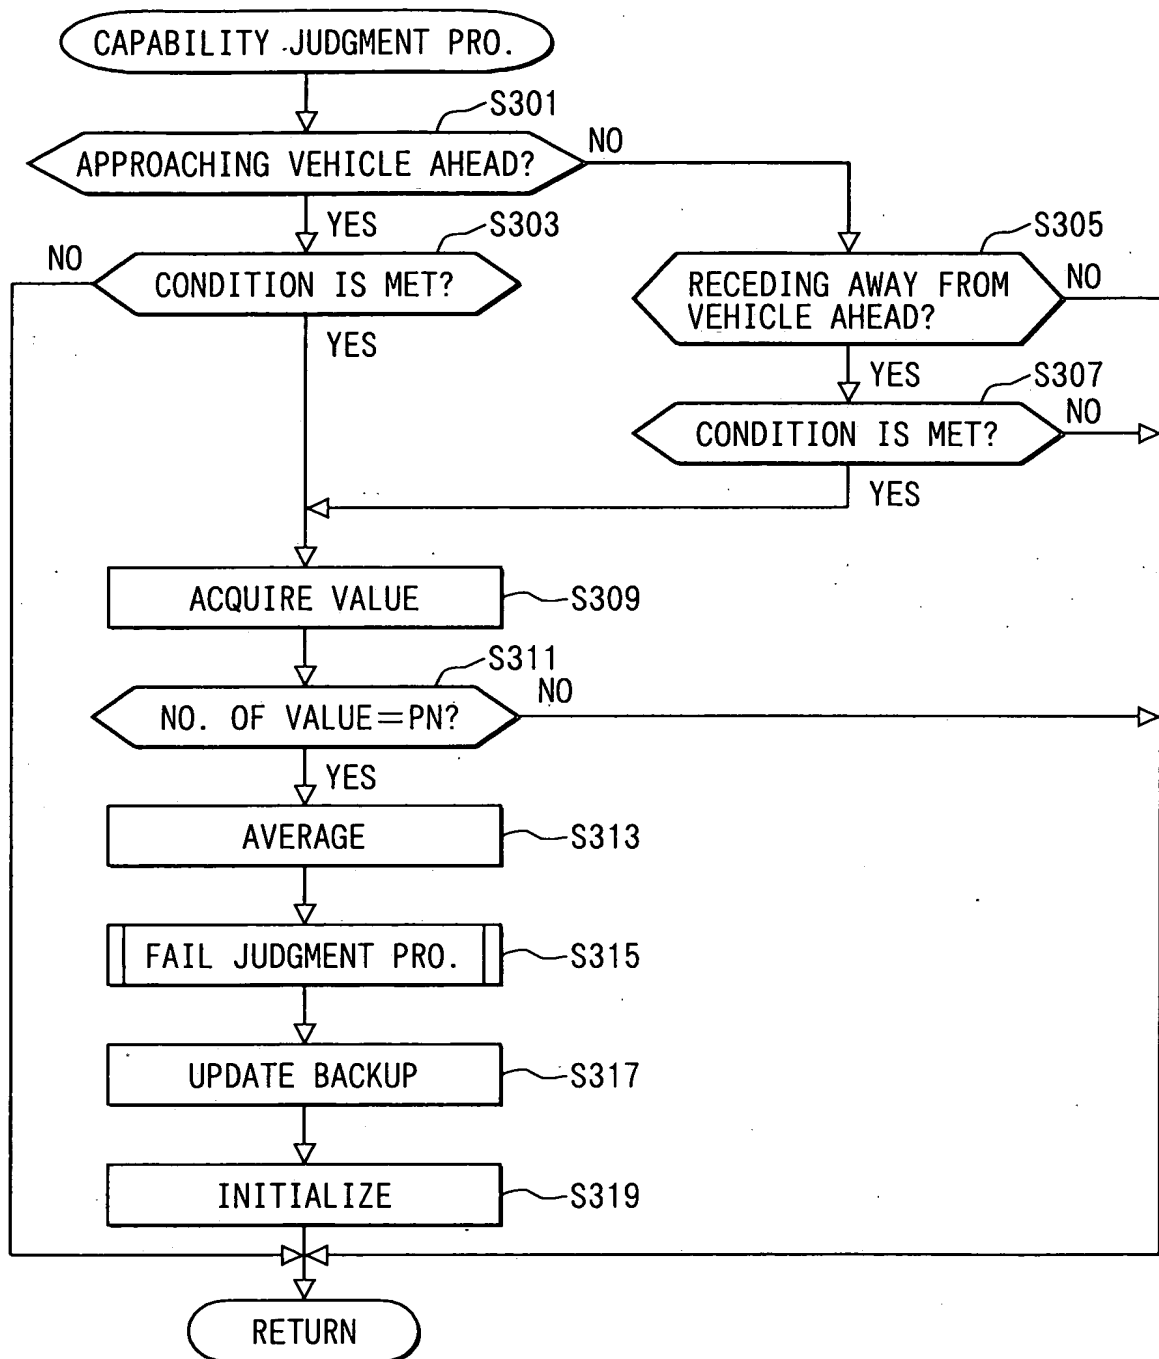 CAPABILITY JUDGMENT PRO.
S301
APPROACHING VEHICLE AHEAD?
NO
YES
S303
NO
CONDITION IS MET?
YES
S305
RECEDING AWAY FROM
VEHICLE AHEAD?
NO
YES
S307
CONDITION IS MET?
NO
YES
ACQUIRE VALUE
S309
S311
NO. OF VALUE=PN?
NO
YES
AVERAGE
S313
FAIL JUDGMENT PRO.
S315
UPDATE BACKUP
S317
INITIALIZE
S319
RETURN